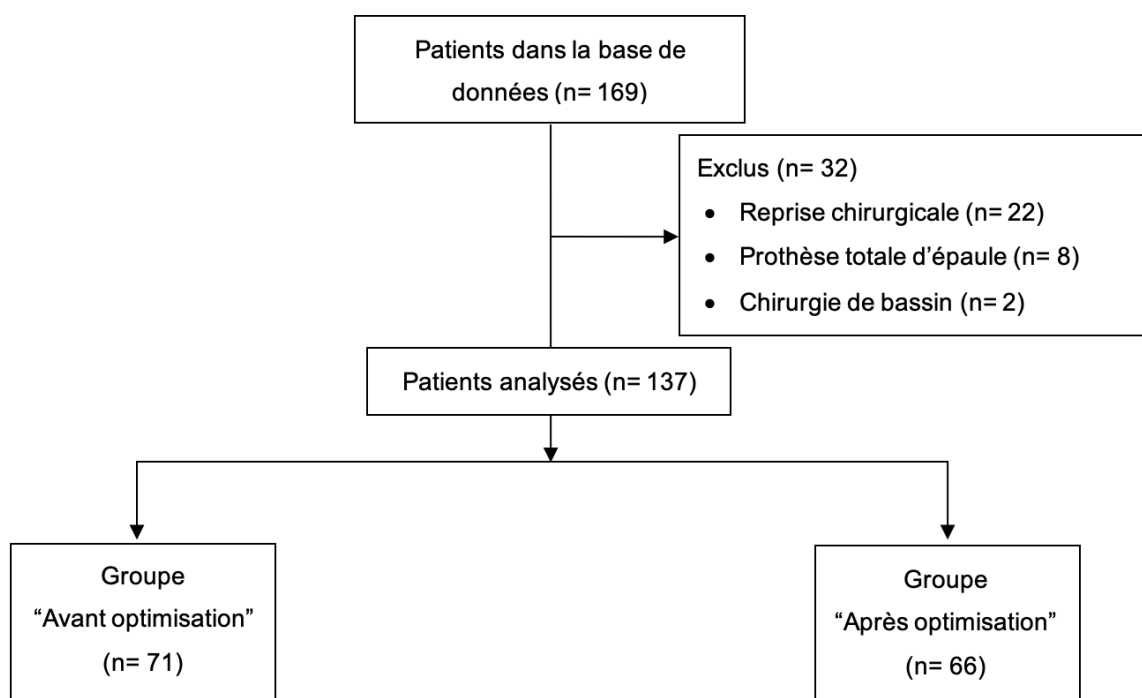 Patients dans la base de
données (n= 169)
Exclus (n= 32)
• Reprise chirurgicale (n= 22)
• Prothèse totale d’épaule (n= 8)
• Chirurgie de bassin (n= 2)
Patients analysés (n= 137)
Groupe
“Avant optimisation”
(n= 71)
Groupe
“Après optimisation”
(n= 66)